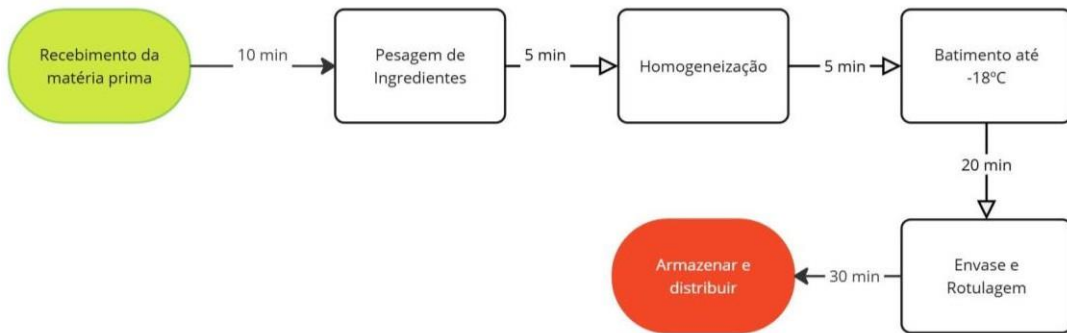 Recebimento da
matéria prima
10 min
Pesagem de
Ingredientes
5 min
Homogeneização
5 min
Batimento até
-18ºC
20 min
Envase e
Rotulagem
30 min
Armazenar e
distribuir